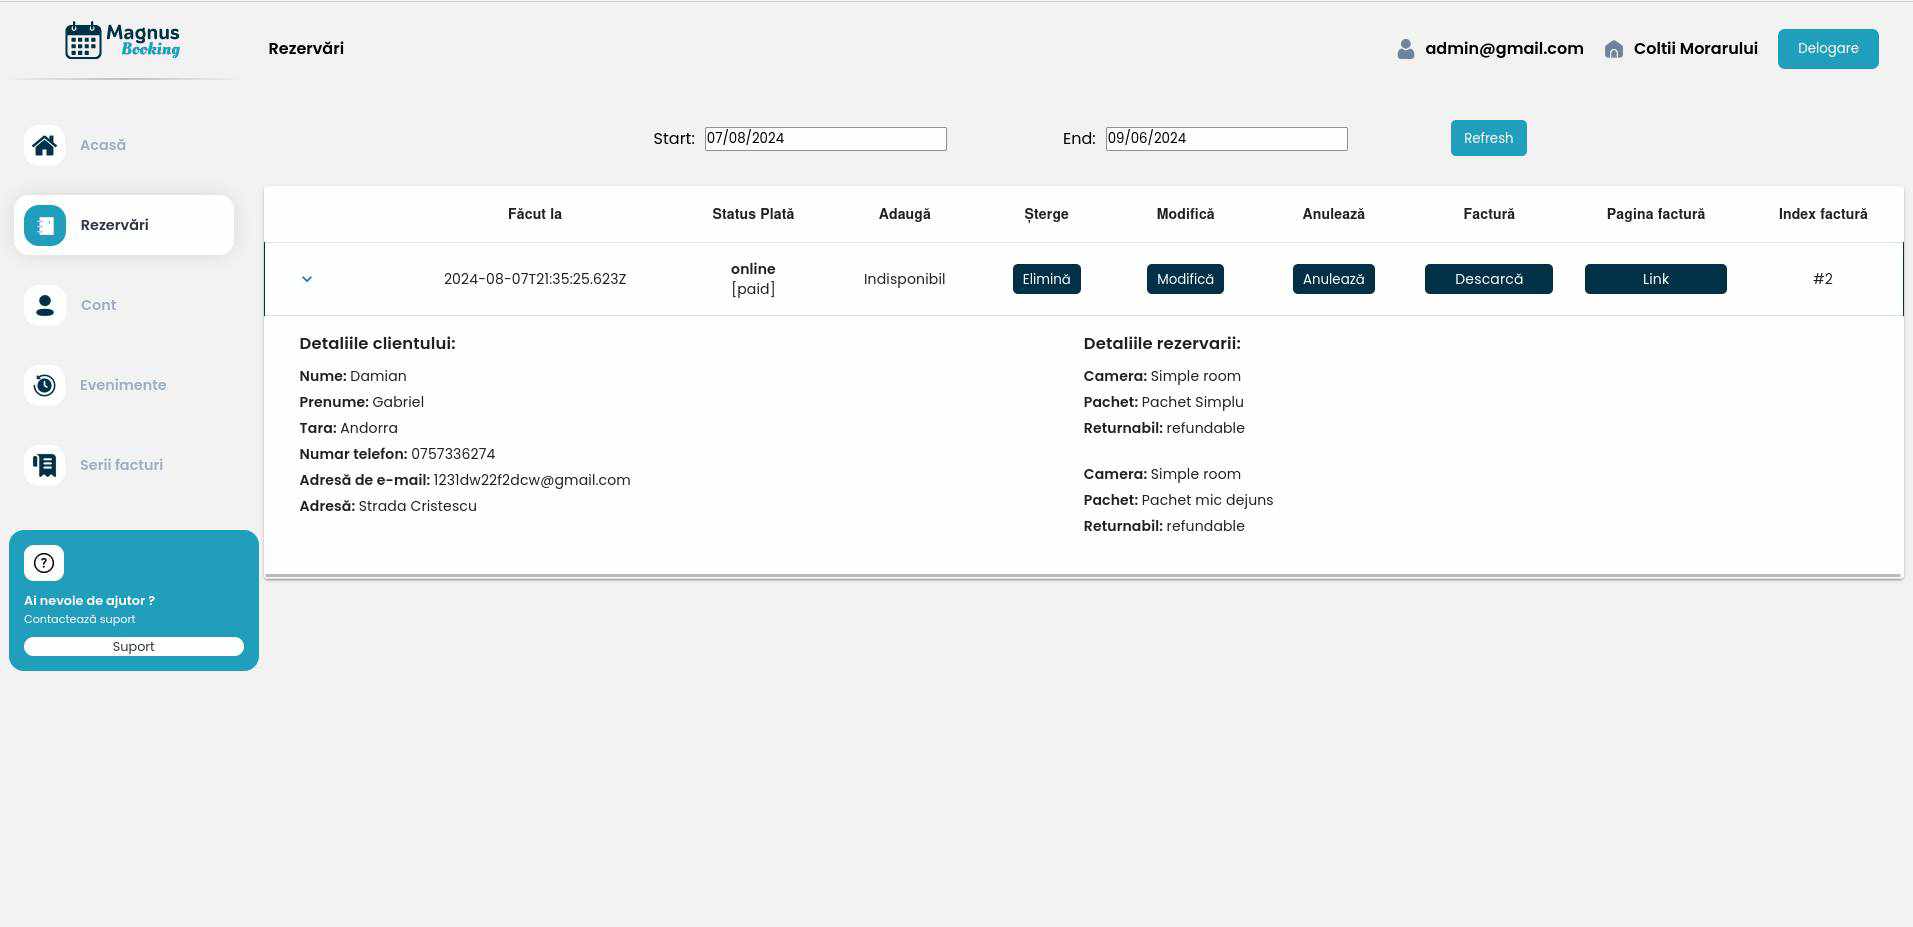 Magnus
Booking
Rezervări
admin@gmail.com
Coltii Morarului
Delogare
Acasă
Rezervări
Cont
Evenimente
Serii facturi
?
Ai nevoie de ajutor ?
Contactează suport
Suport
Start: 07/08/2024
End: 09/06/2024
Refresh
Făcut la Status Plată Adaugă Șterge Modifică Anulează Factură Pagina factură Index factură
2024-08-07T21:35:25.623Z online [paid] Indisponibil Elimină Modifică Anulează Descarcă Link #2
Detaliile clientului:
Nume: Damian
Prenume: Gabriel
Tara: Andorra
Numar telefon: 0757336274
Adresă de e-mail: 1231dw22f2dcw@gmail.com
Adresă: Strada Cristescu
Detaliile rezervarii:
Camera: Simple room
Pachet: Pachet Simplu
Returnabil: refundable
Camera: Simple room
Pachet: Pachet mic dejuns
Returnabil: refundable